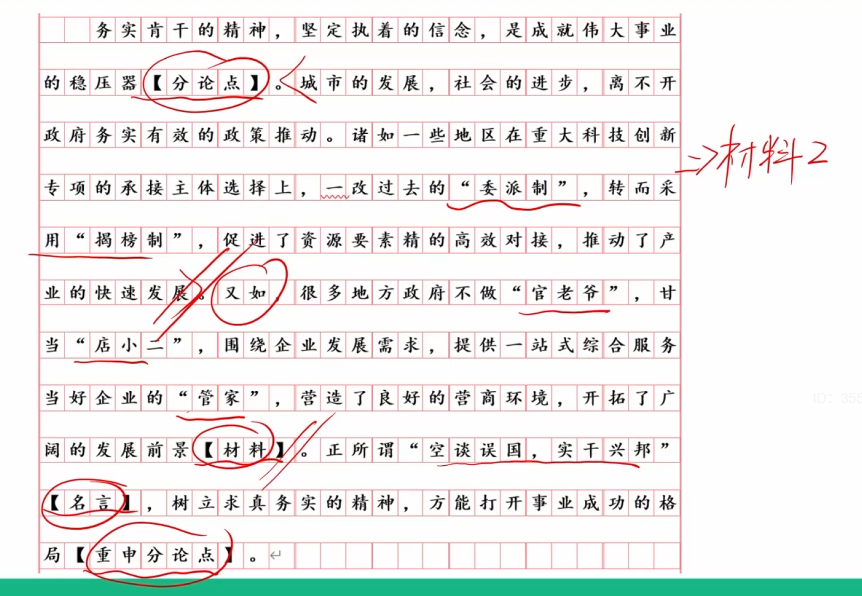 务实肯干的精神，坚定执着的信念，是成就伟大事业
的稳压器【分论点】。城市的发展，社会的进步，离不开
政府务实有效的政策推动。诸如一些地区在重大科技创新
专项的承接主体选择上，一改过去的“委派制”，转而采
用“揭榜制”，促进了资源要素精的高效对接，推动了产
业的快速发展。又如，很多地方政府不做“官老爷”，甘
当“店小二”，围绕企业发展需求，提供一站式综合服务
当好企业的“管家”，营造了良好的营商环境，开拓了广
阔的发展前景【材料】。正所谓“空谈误国，实干兴邦”
【名言】，树立求真务实的精神，方能打开事业成功的格
局【重申分论点】。↵
=>材料2
ID: 355